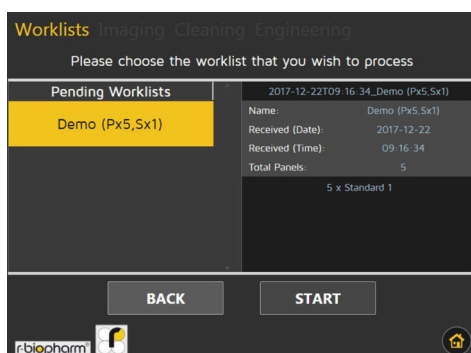 Worklists Imaging Cleaning Engineering
Please choose the worklist that you wish to process
Pending Worklists
Demo (Px5,Sx1)
2017-12-22T09:16:34_Demo (Px5,Sx1)
Name: Demo (Px5,Sx1)
Received (Date): 2017-12-22
Received (Time): 09:16:34
Total Panels: 5
5 x Standard 1
BACK START
r-biopharm